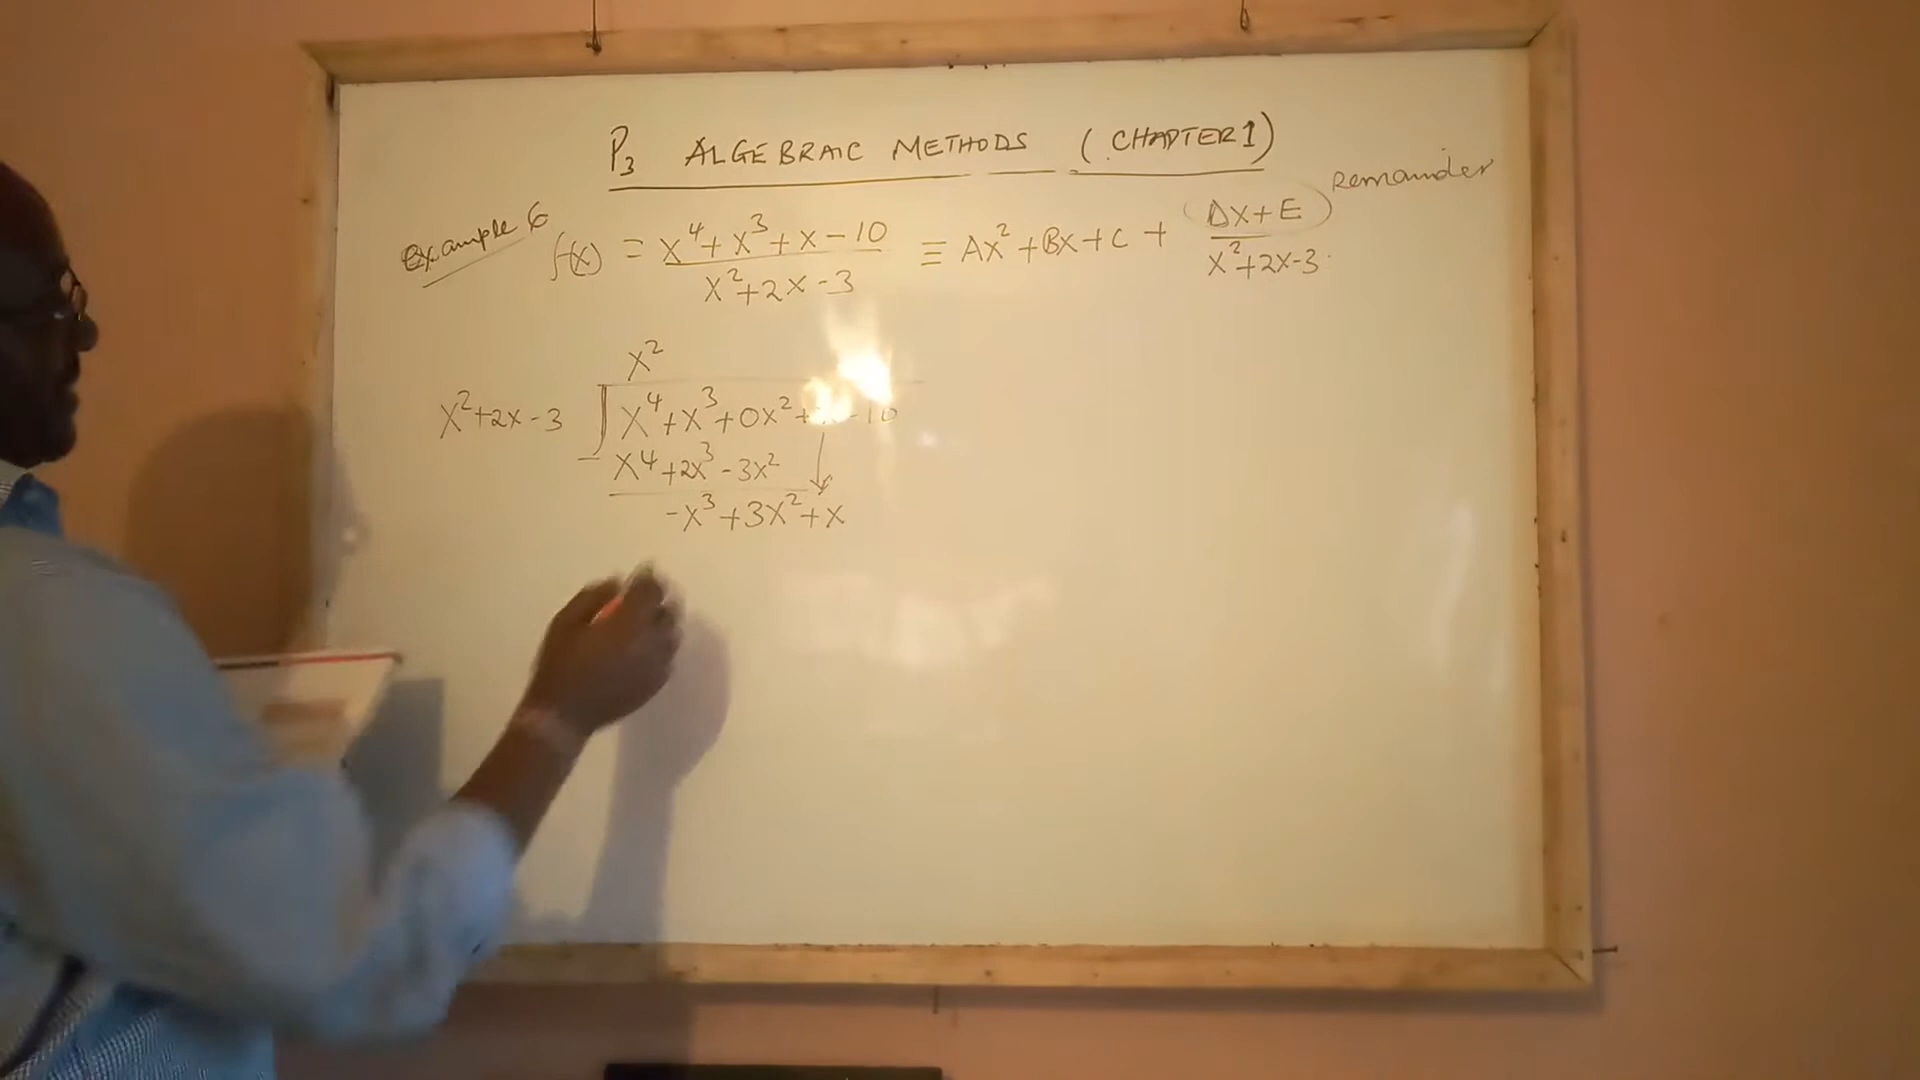 P₃ ALGEBRAIC METHODS (CHAPTER 1)
Remainder
Example 6
f(x) = x⁴+x³+x-10 / x²+2x-3 ≡ Ax²+Bx+C + Dx+E / x²+2x-3
x²
x²+2x-3 x⁴+x³+0x²+ -10
- x⁴+2x³-3x²
-x³+3x²+x